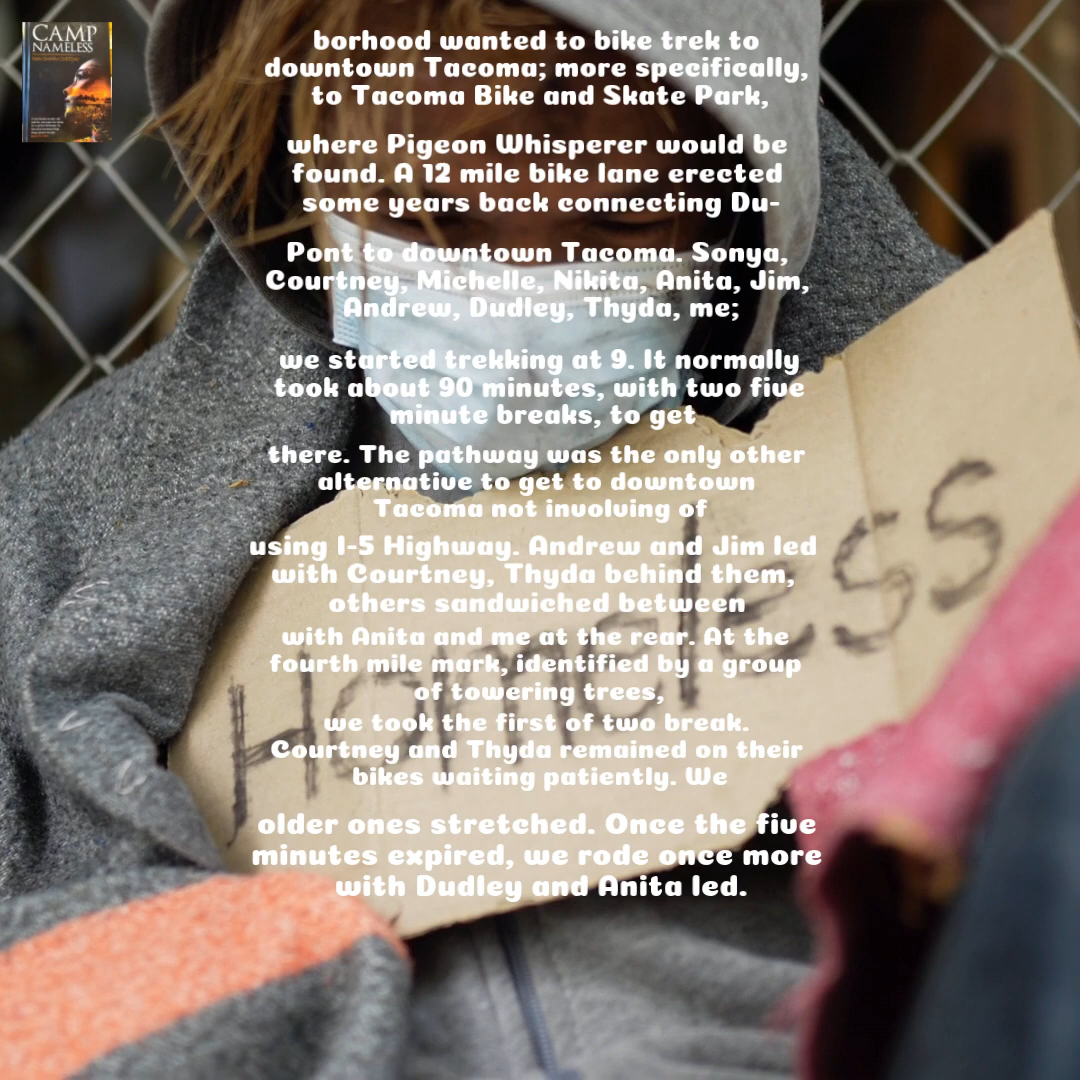 CAMP
NAMELESS
borhood wanted to bike trek to
downtown Tacoma; more specifically,
to Tacoma Bike and Skate Park,
where Pigeon Whisperer would be
found. A 12 mile bike lane erected
some years back connecting Du-
Pont to downtown Tacoma. Sonya,
Courtney, Michelle, Nikita, Anita, Jim,
Andrew, Dudley, Thyda, me;
we started trekking at 9. It normally
took about 90 minutes, with two five
minute breaks, to get
there. The pathway was the only other
alternative to get to downtown
Tacoma not involving of
using I-5 Highway. Andrew and Jim led
with Courtney, Thyda behind them,
others sandwiched between
with Anita and me at the rear. At the
fourth mile mark, identified by a group
of towering trees,
we took the first of two break.
Courtney and Thyda remained on their
bikes waiting patiently. We
older ones stretched. Once the five
minutes expired, we rode once more
with Dudley and Anita led.
Homeless